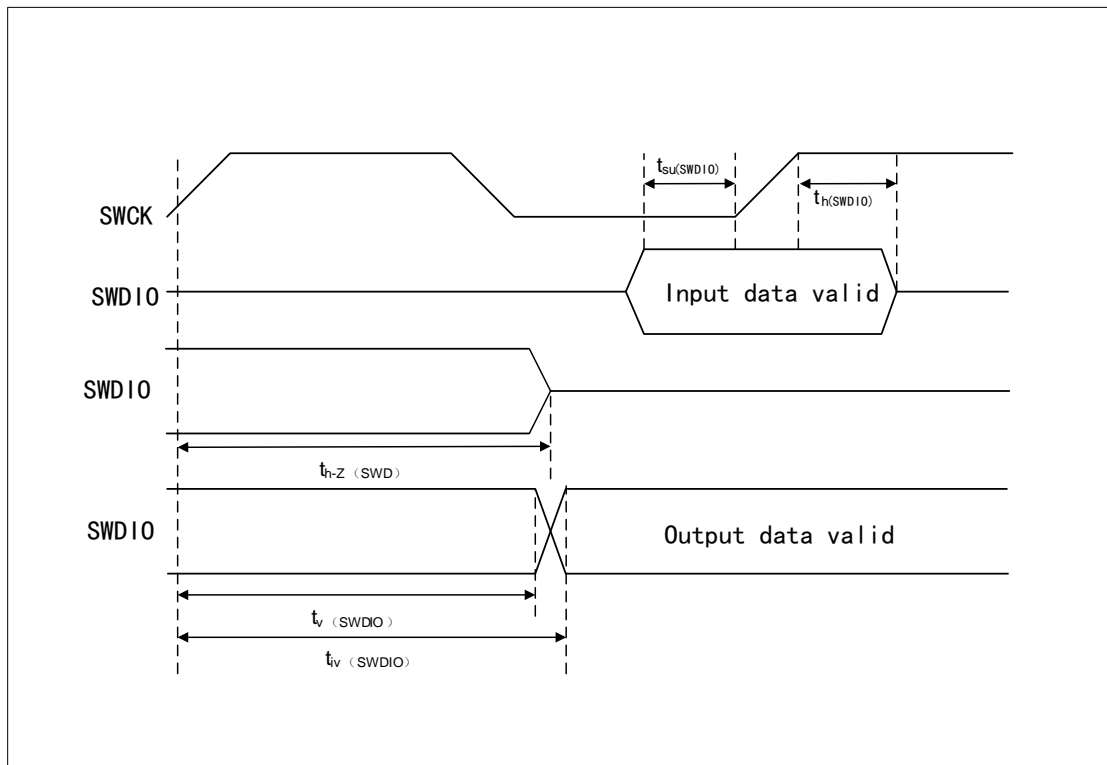 tsu(SWDIO)
th(SWDIO)
SWCK
SWDIO
Input data valid
SWDIO
th-Z（SWD）
SWDIO
Output data valid
tv（SWDIO）
tiv（SWDIO）